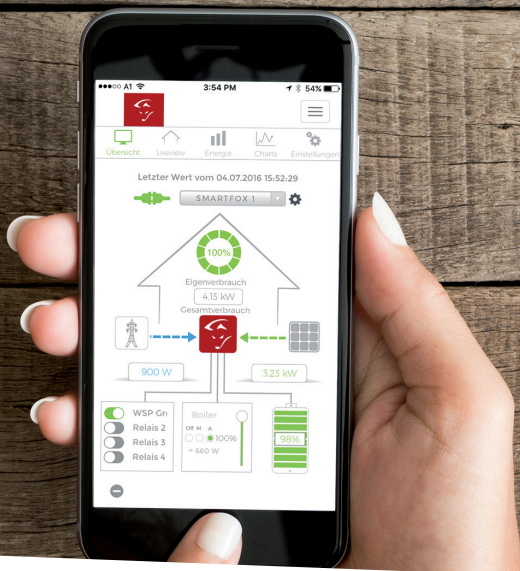 A1 3:54 PM 54%
Übersicht Liveview Energie Charts Einstellungen
Letzter Wert vom 04.07.2016 15:52:29
SMARTFOX 1
100%
Eigenverbrauch
4.13 kW
Gesamtverbrauch
900 W 3.23 kW
WSP Gre
Relais 2
Relais 3
Relais 4
Boiler
Off M A
100%
= 660 W
98%